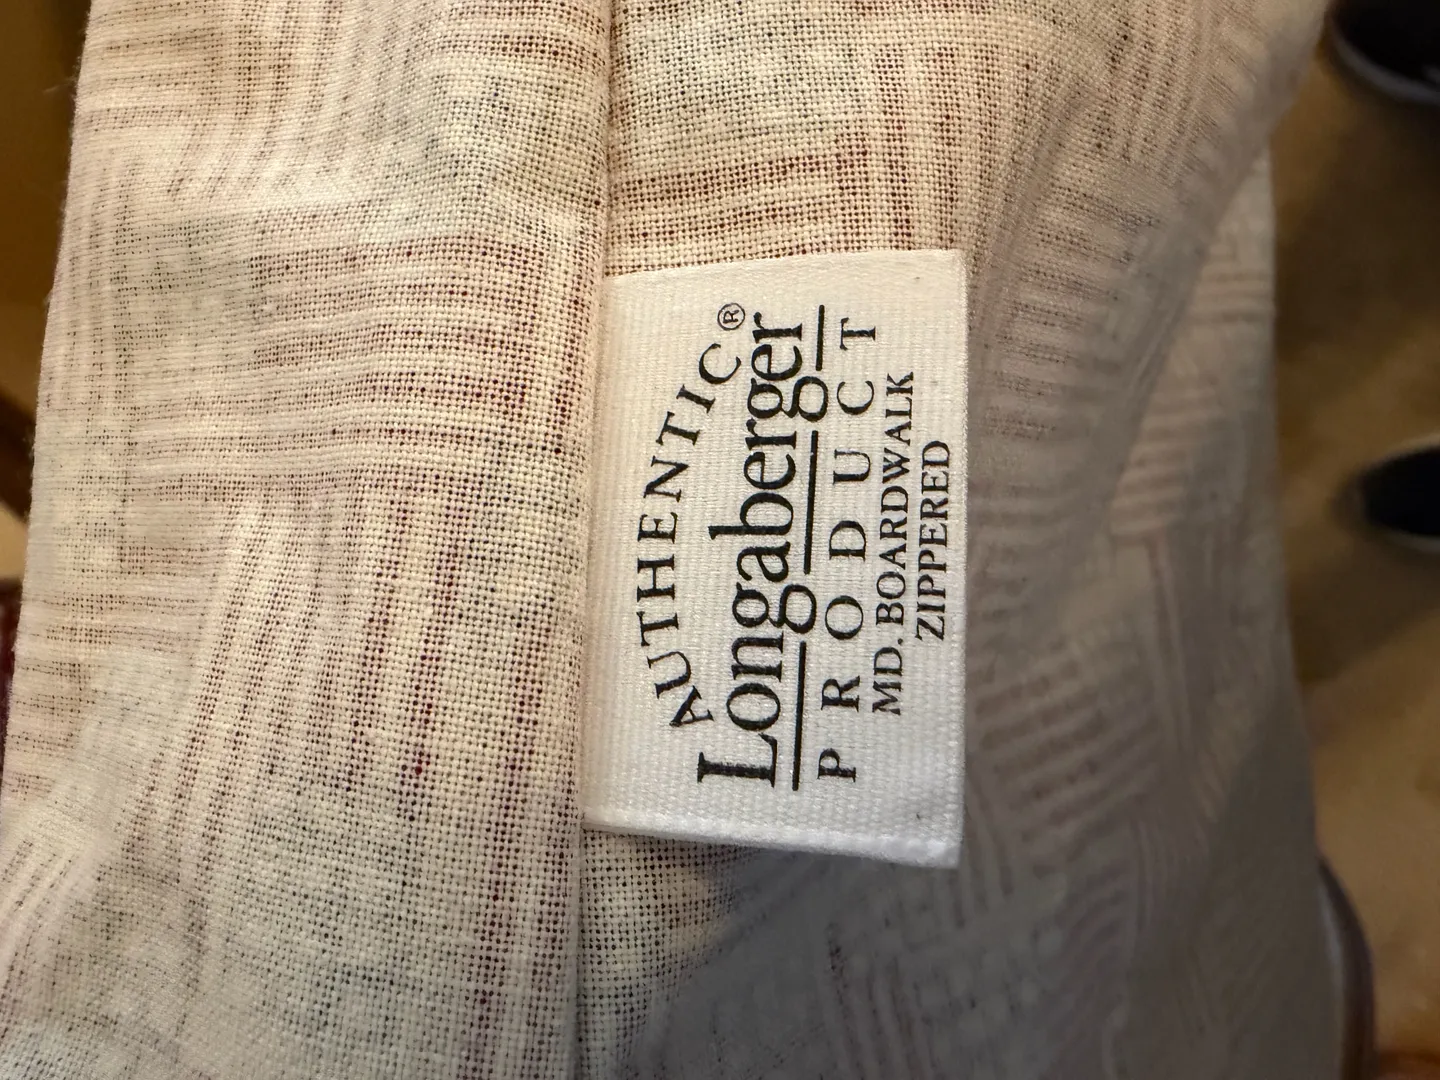 AUTHENTIC®
Longaberger
PRODUCT
MD. BOARDWALK
ZIPPERED